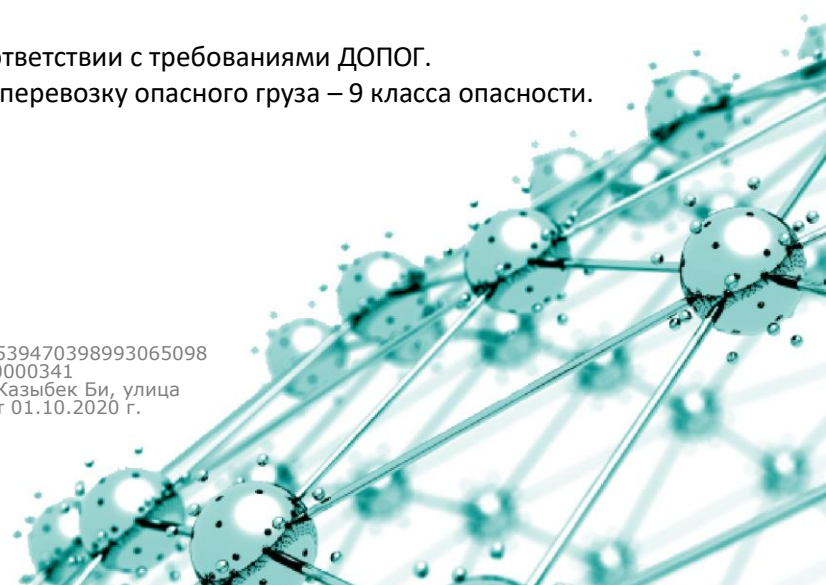 ответствии с требованиями ДОПОГ.
перевозку опасного груза – 9 класса опасности.
539470398993065098
0000341
Казыбек Би, улица
т 01.10.2020 г.